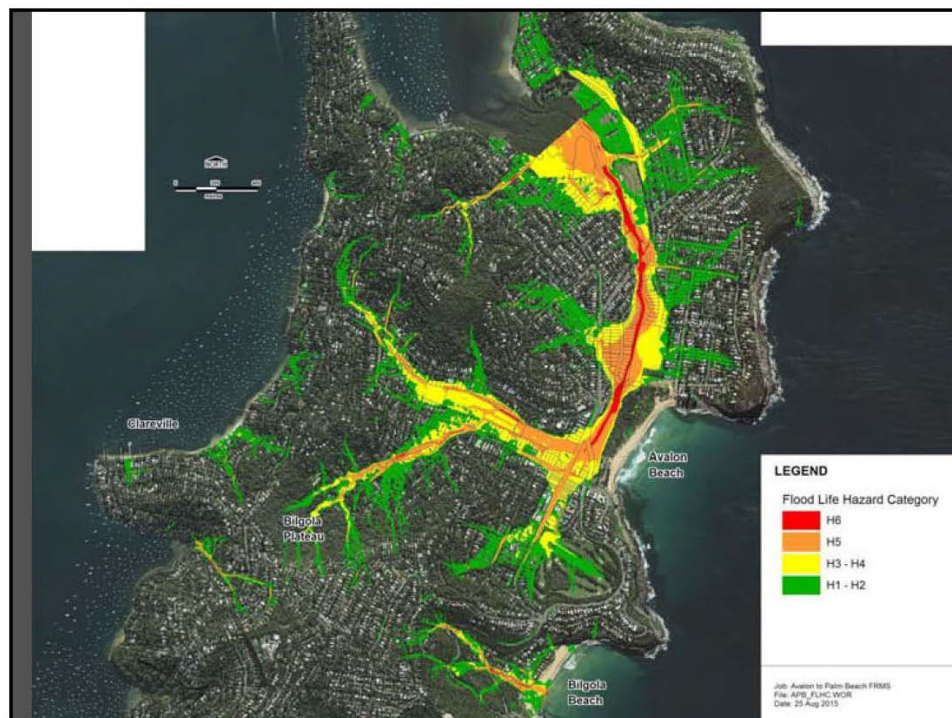 NORTH
Clareville
Bilgola
Plateau
Avalon
Beach
Bilgola
Beach
LEGEND
Flood Life Hazard Category
H6
H5
H3 - H4
H1 - H2
Job: Avalon to Palm Beach FRMS
File: APB_FLHC.WOR
Date: 25 Aug 2015